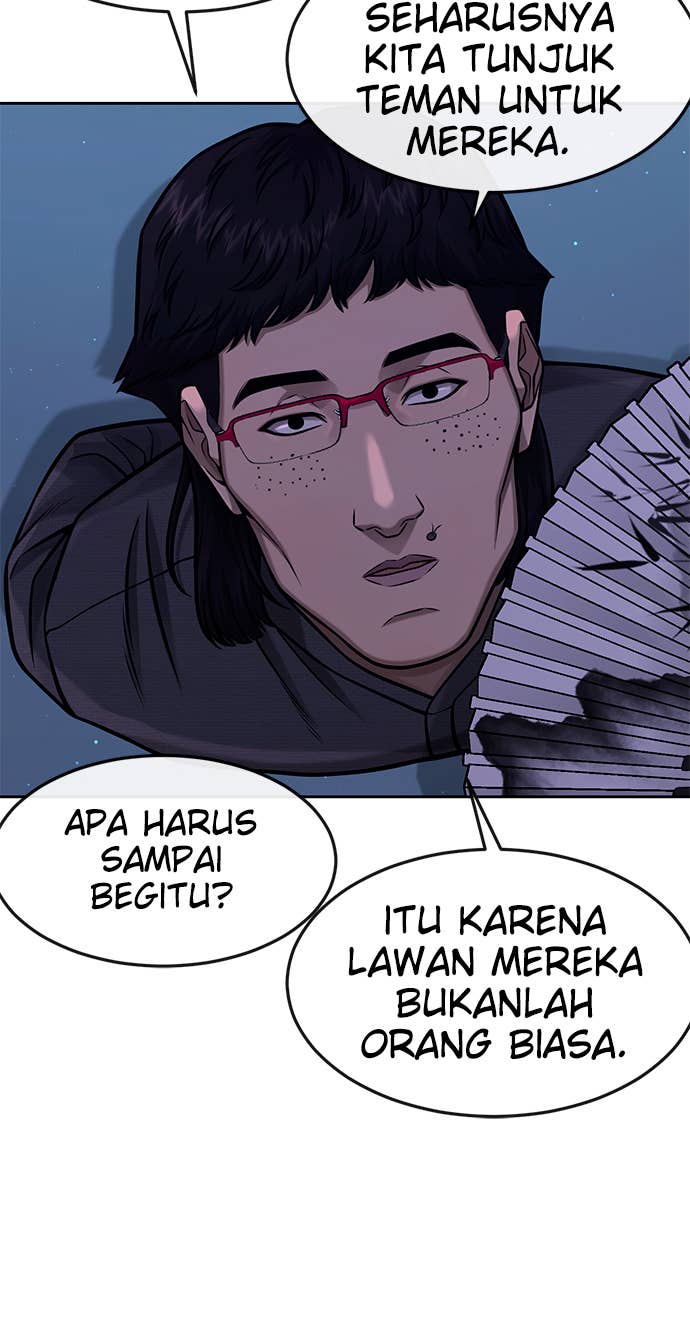 SEHARUSNYA
KITA TUNJUK
TEMAN UNTUK
MEREKA.
APA HARUS
SAMPAI
BEGITU?
ITU KARENA
LAWAN MEREKA
BUKANLAH
ORANG BIASA.